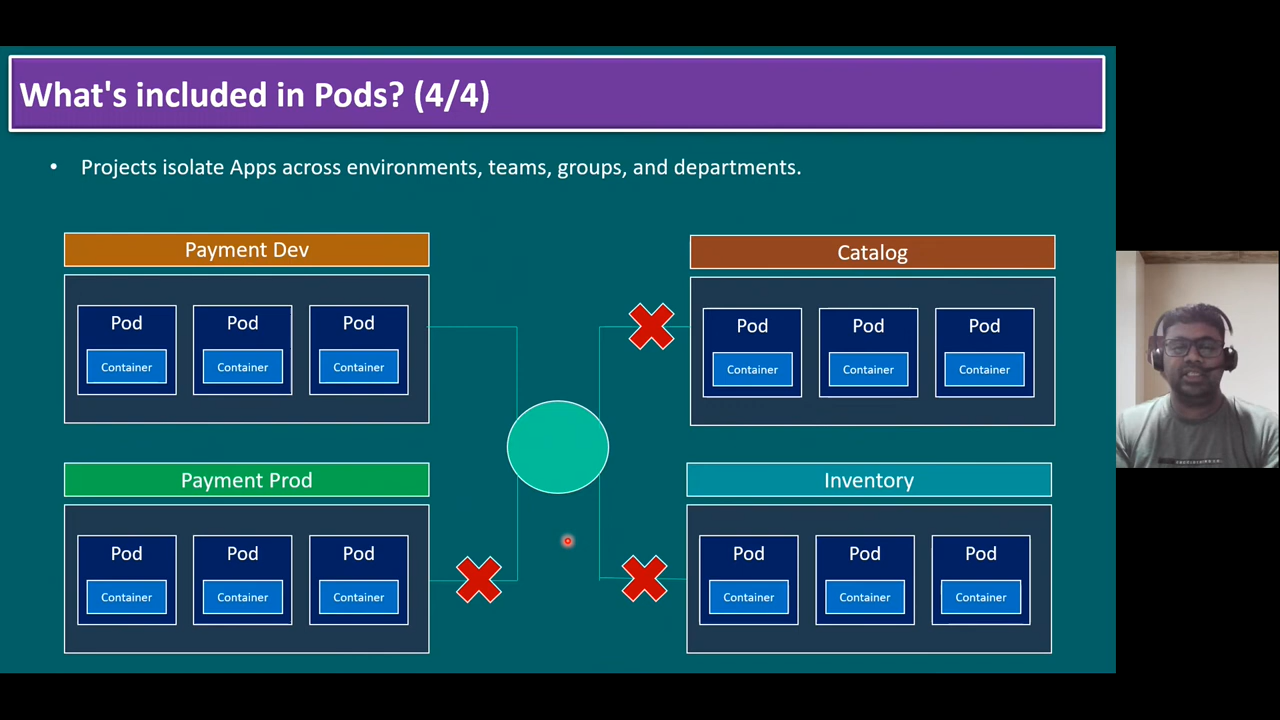 What's included in Pods? (4/4)
• Projects isolate Apps across environments, teams, groups, and departments.
Payment Dev
Pod Pod Pod
Container Container Container
Catalog
Pod Pod Pod
Container Container Container
Payment Prod
Pod Pod Pod
Container Container Container
Inventory
Pod Pod Pod
Container Container Container